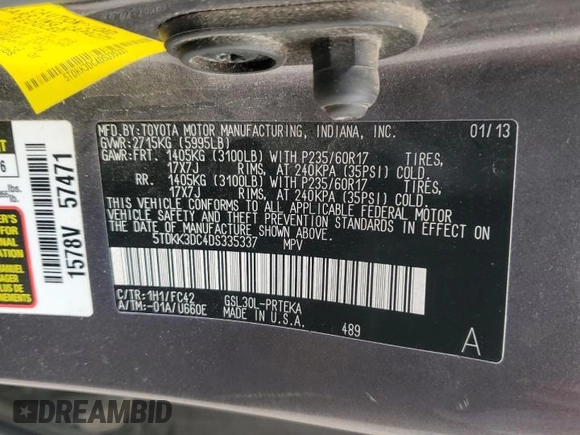 MFD.BY:TOYOTA MOTOR MANUFACTURING, INDIANA, INC. 01/13
GVWR: 2715KG (5995LB)
GAWR:FRT. 1405KG (3100LB) WITH P235/60R17 TIRES,
17X7J RIMS, AT 240KPA (35PSI) COLD.
RR. 1405KG (3100LB) WITH P235/60R17 TIRES,
17X7J RIMS, AT 240KPA (35PSI) COLD.
THIS VEHICLE CONFORMS TO ALL APPLICABLE FEDERAL MOTOR
VEHICLE SAFETY AND THEFT PREVENTION STANDARDS IN EFFECT ON
THE DATE OF MANUFACTURE SHOWN ABOVE.
5TDKK3DC4DS335337 MPV
C/TR:1H1/FC42 GSL30L-PRTEKA
A/TM:-01A/U660E MADE IN U.S.A.
489 A
1578V 57471
lbs.
MANUAL
DREAMBID